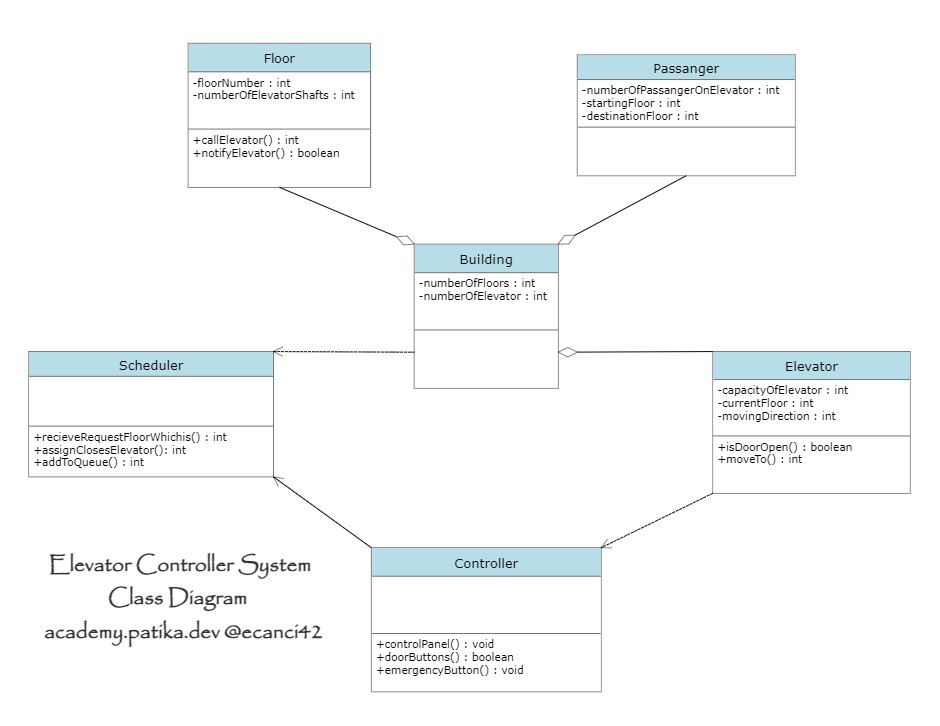 Floor
-floorNumber : int
-numberOfElevatorShafts : int
+callElevator() : int
+notifyElevator() : boolean
Passanger
-numberOfPassangerOnElevator : int
-startingFloor : int
-destinationFloor : int
Building
-numberOfFloors : int
-numberOfElevator : int
Scheduler
+recieveRequestFloorWhichis() : int
+assignClosesElevator(): int
+addToQueue() : int
Elevator
-capacityOfElevator : int
-currentFloor : int
-movingDirection : int
+isDoorOpen() : boolean
+moveTo() : int
Controller
+controlPanel() : void
+doorButtons() : boolean
+emergencyButton() : void
Elevator Controller System
Class Diagram
academy.patika.dev @ecanci42